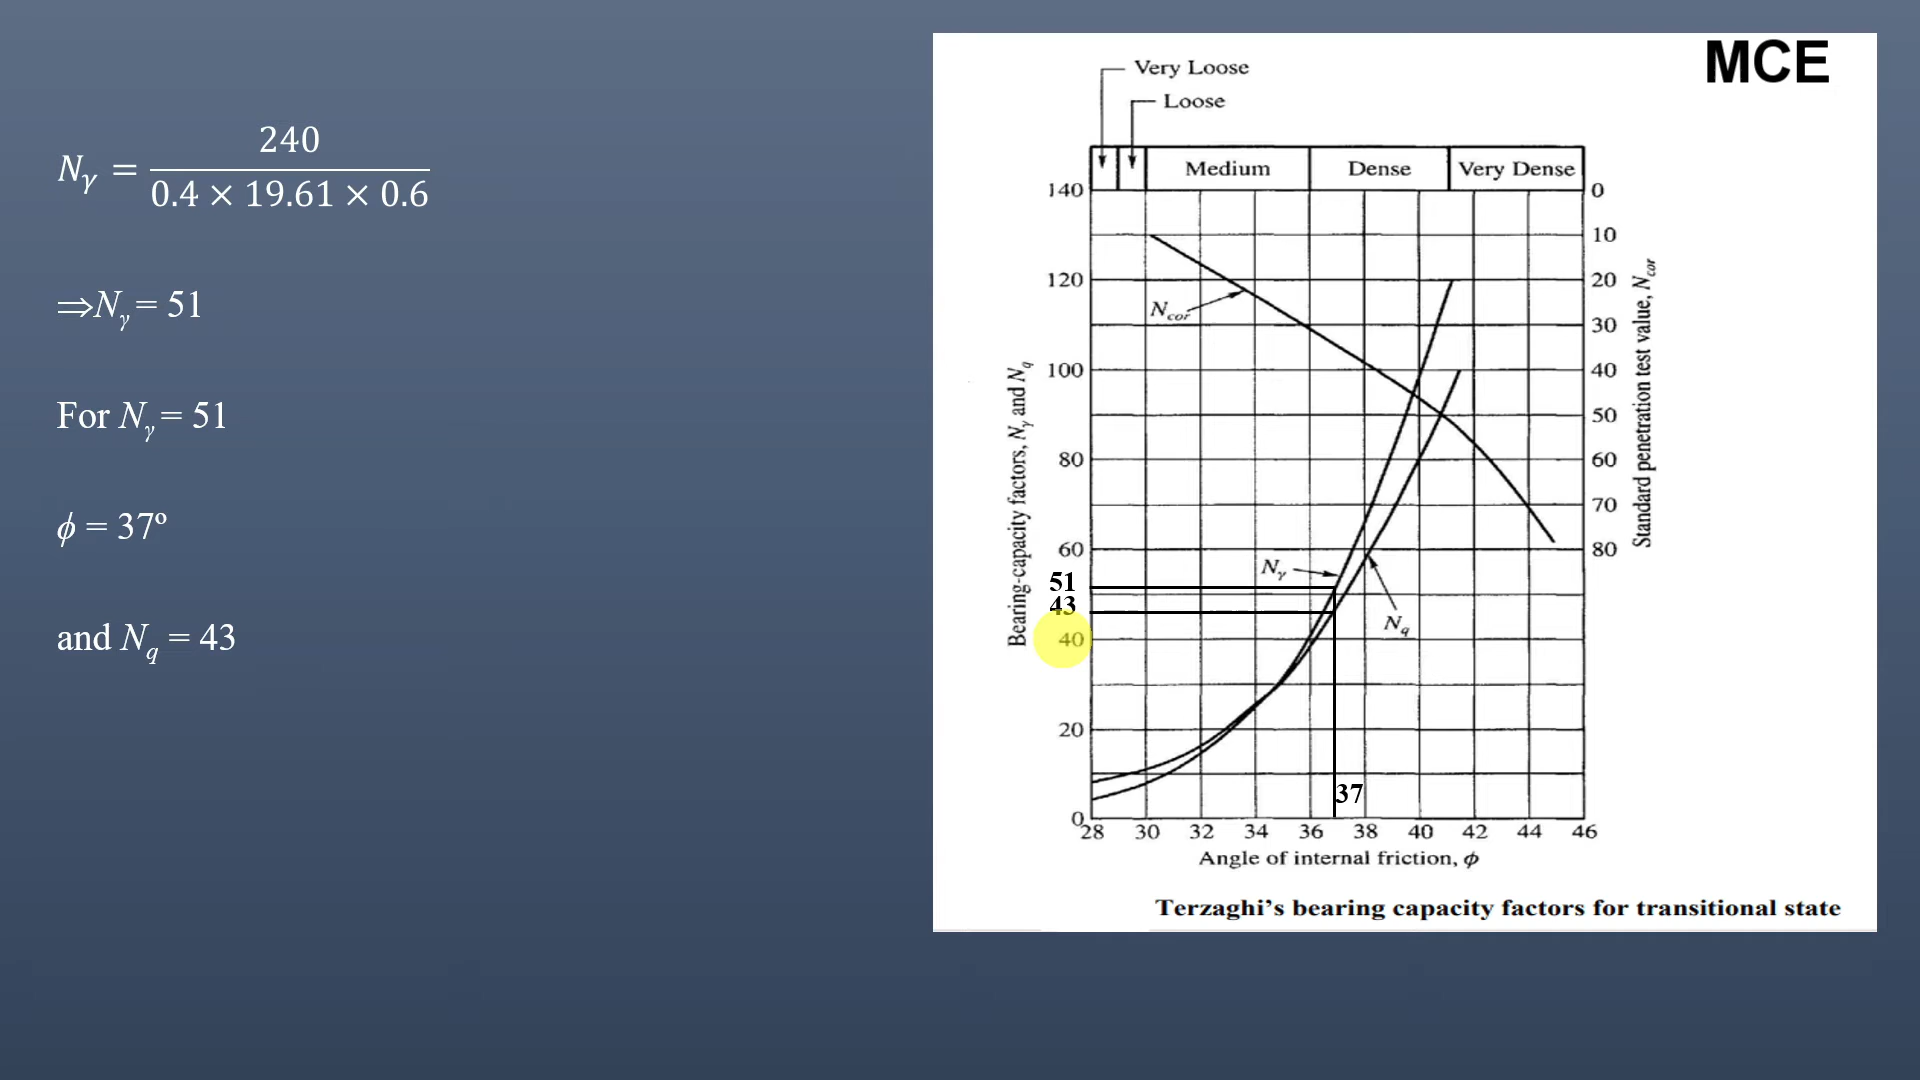 MCE
Nγ = 240 / 0.4 × 19.61 × 0.6
⇒Nγ = 51
For Nγ = 51
ϕ = 37º
and Nq = 43
Very Loose
Loose
Medium Dense Very Dense
140
120
100
80
60
51
43
40
20
0
0
10
20
30
40
50
60
70
80
Bearing-capacity factors, Nγ and Nq
Standard penetration test value, Ncor
Ncor
Nγ
Nq
37
28 30 32 34 36 38 40 42 44 46
Angle of internal friction, ϕ
Terzaghi's bearing capacity factors for transitional state